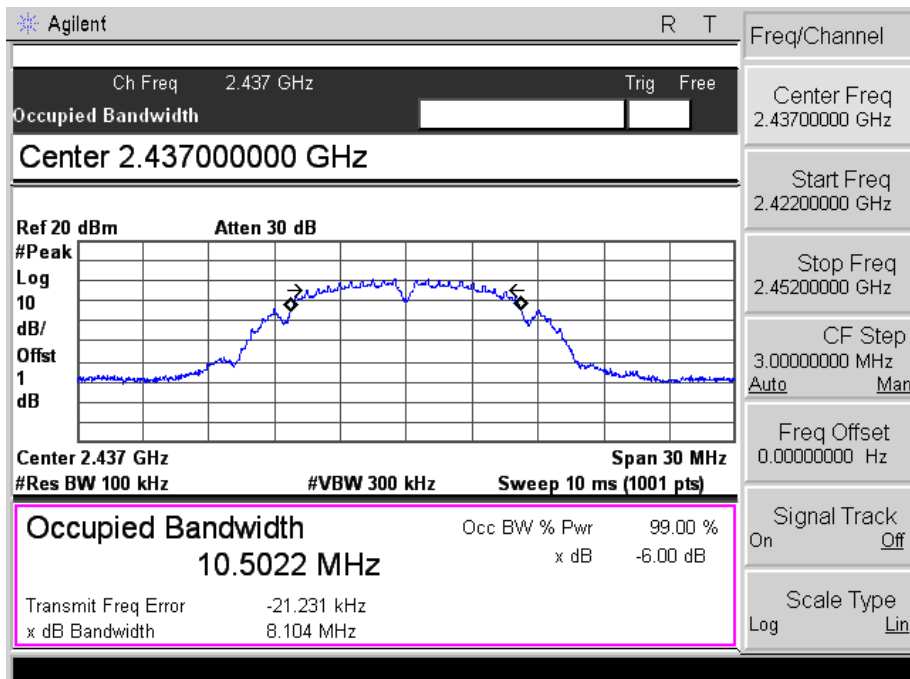 Agilent R T
Ch Freq 2.437 GHz Trig Free
Occupied Bandwidth
Center 2.437000000 GHz
Ref 20 dBm Atten 30 dB
#Peak
Log
10
dB/
Offst
1
dB
Center 2.437 GHz Span 30 MHz
#Res BW 100 kHz #VBW 300 kHz Sweep 10 ms (1001 pts)
Occupied Bandwidth
10.5022 MHz
Occ BW % Pwr 99.00 %
x dB -6.00 dB
Transmit Freq Error -21.231 kHz
x dB Bandwidth 8.104 MHz
Freq/Channel
Center Freq
2.43700000 GHz
Start Freq
2.42200000 GHz
Stop Freq
2.45200000 GHz
CF Step
3.00000000 MHz
Auto Man
Freq Offset
0.00000000 Hz
Signal Track
On Off
Scale Type
Log Lin